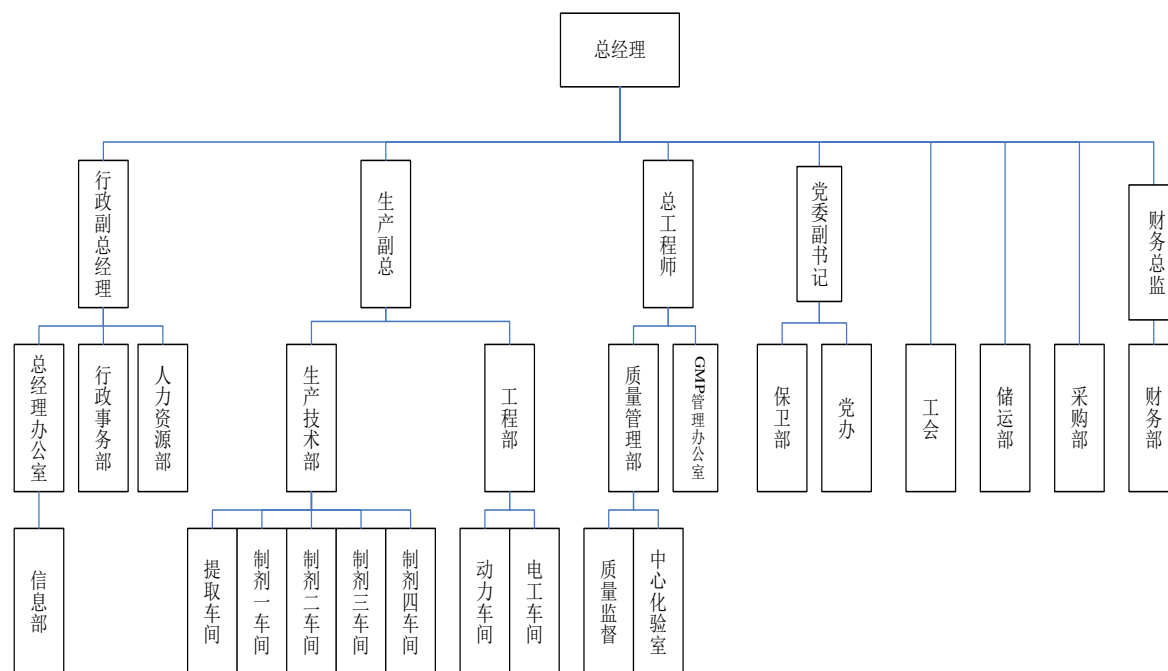 总经理
行政副总经理
生产副总
总工程师
党委副书记
财务总监
总经理办公室
行政事务部
人力资源部
生产技术部
工程部
质量管理部
GMP管理办公室
保卫部
党办
工会
储运部
采购部
财务部
信息部
提取车间
制剂一车间
制剂二车间
制剂三车间
制剂四车间
动力车间
电工车间
质量监督
中心化验室